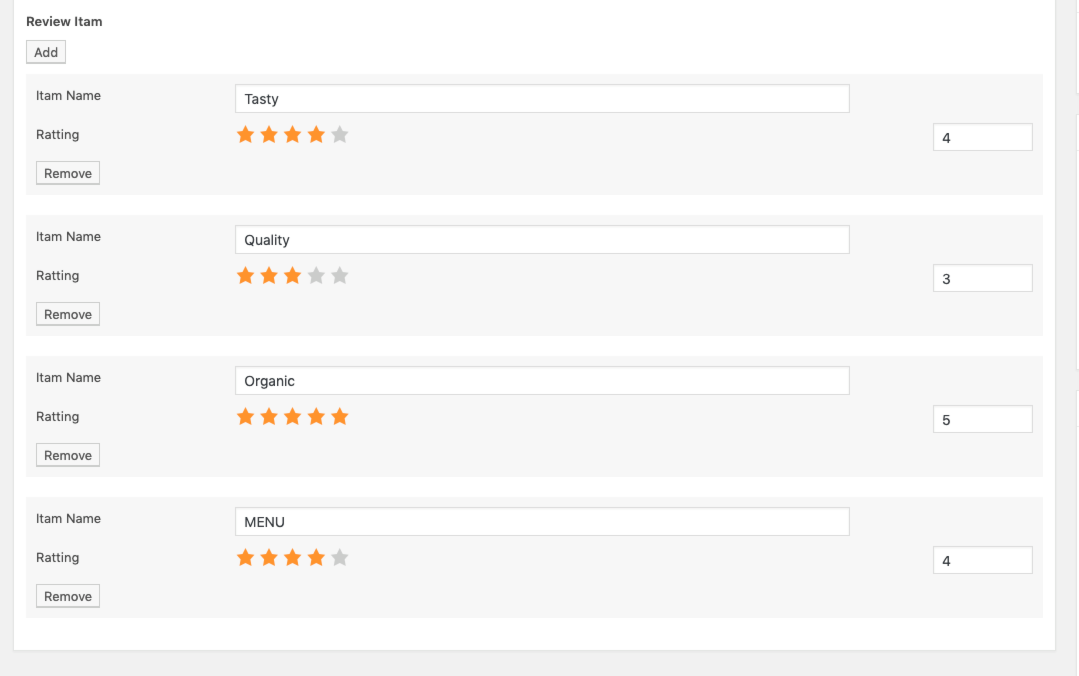 Review Itam
Add
Itam Name
Tasty
Ratting
4
Remove
Itam Name
Quality
Ratting
3
Remove
Itam Name
Organic
Ratting
5
Remove
Itam Name
MENU
Ratting
4
Remove